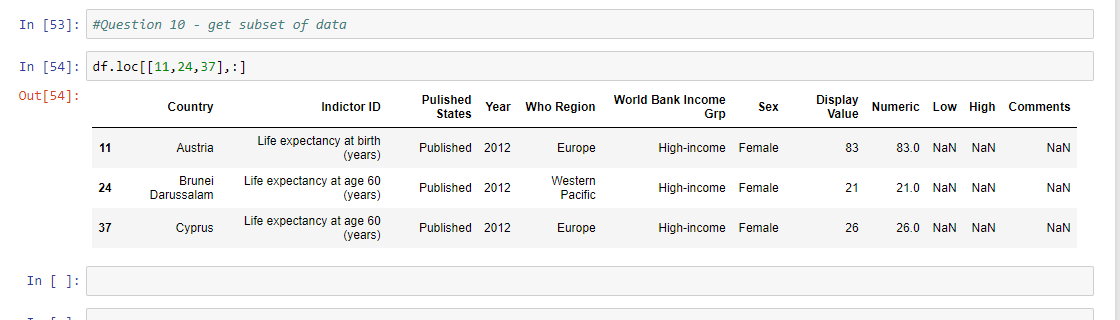 In [53]: #Question 10 - get subset of data
In [54]: df.loc[[11,24,37],:]
Out[54]:
Country Indictor ID Pulished States Year Who Region World Bank Income Grp Sex Display Value Numeric Low High Comments
11 Austria Life expectancy at birth (years) Published 2012 Europe High-income Female 83 83.0 NaN NaN NaN
24 Brunei Darussalam Life expectancy at age 60 (years) Published 2012 Western Pacific High-income Female 21 21.0 NaN NaN NaN
37 Cyprus Life expectancy at age 60 (years) Published 2012 Europe High-income Female 26 26.0 NaN NaN NaN
In [ ]: